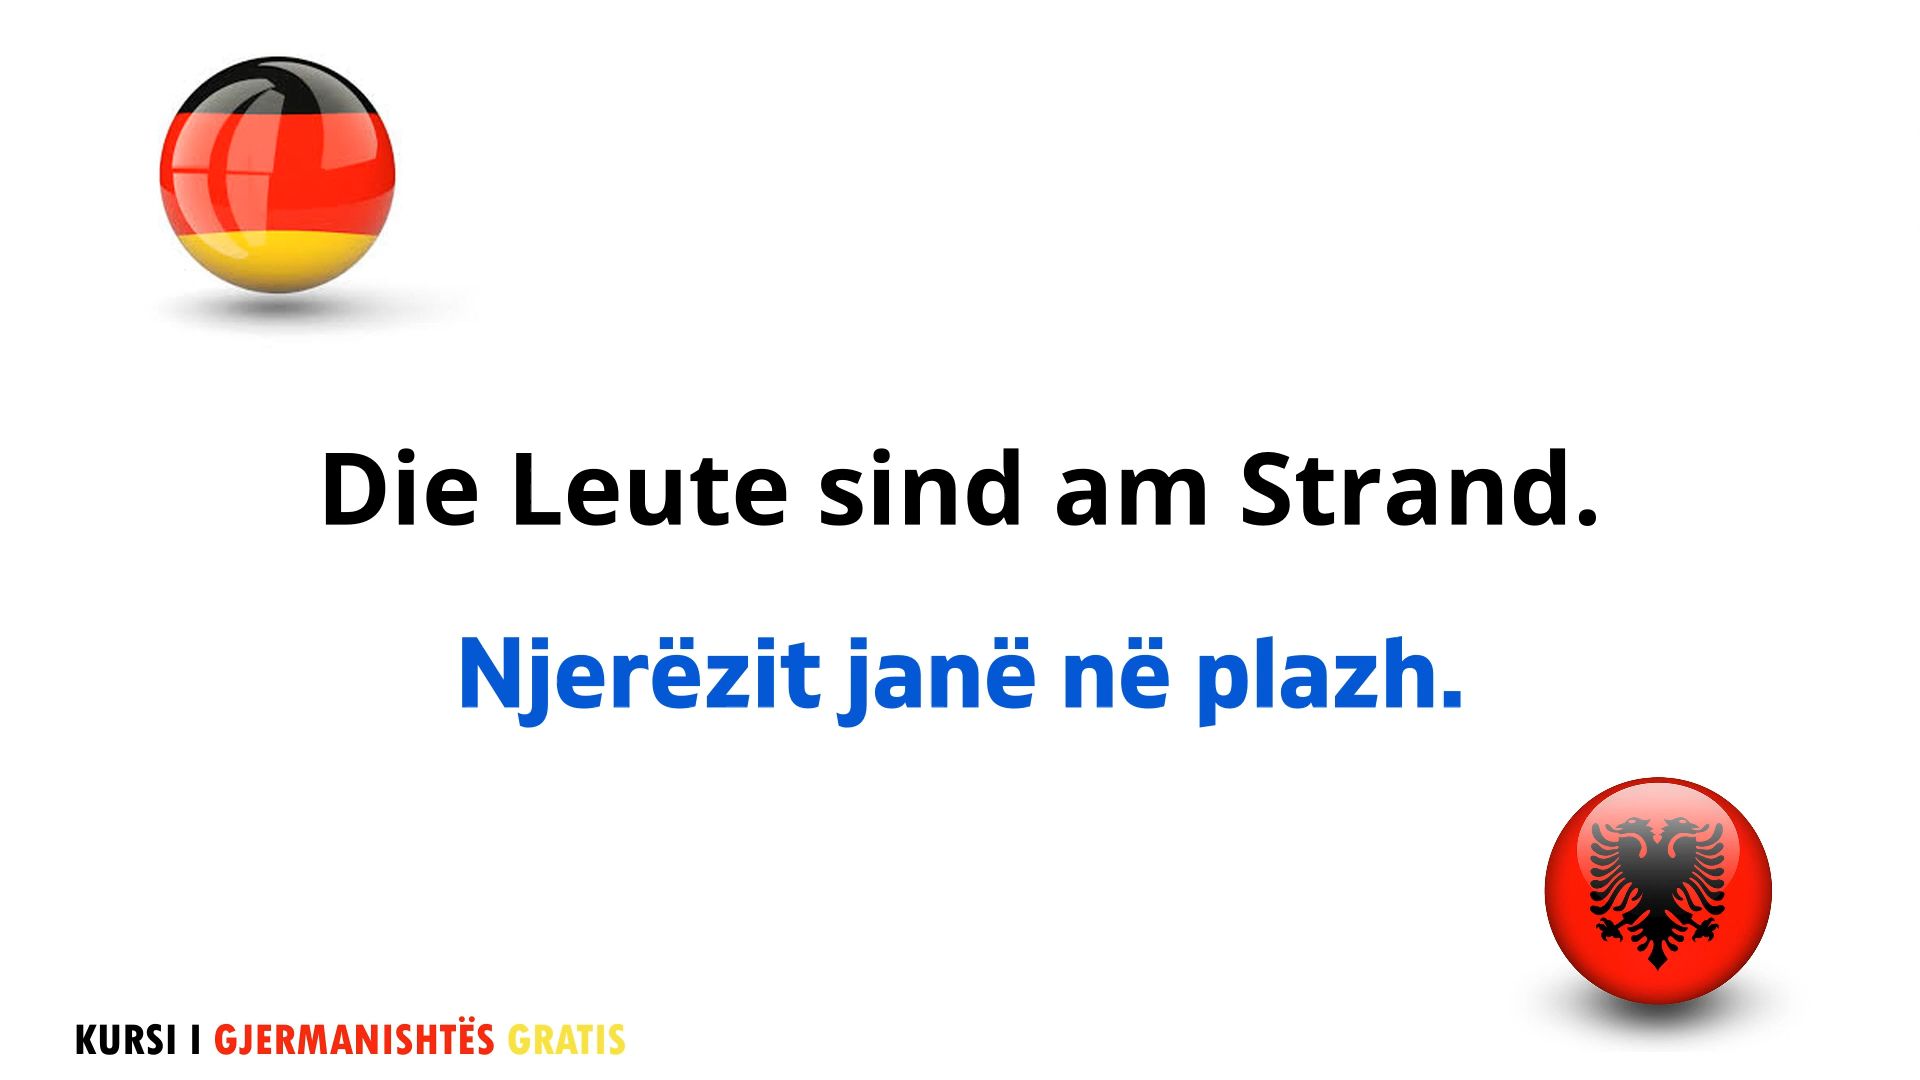 Die Leute sind am Strand.
Njerëzit janë në plazh.
KURSI I GJERMANISHTËS GRATIS